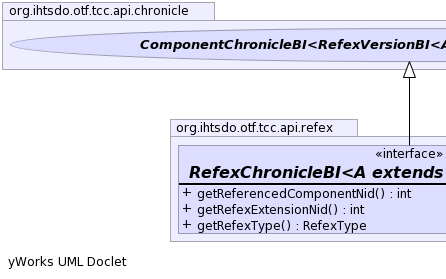 org.ihtsdo.otf.tcc.api.chronicle
ComponentChronicleBI<RefexVersionBI<A
org.ihtsdo.otf.tcc.api.refex
«interface»
RefexChronicleBI<A extends
+ getReferencedComponentNid() : int
+ getRefexExtensionNid() : int
+ getRefexType() : RefexType
yWorks UML Doclet